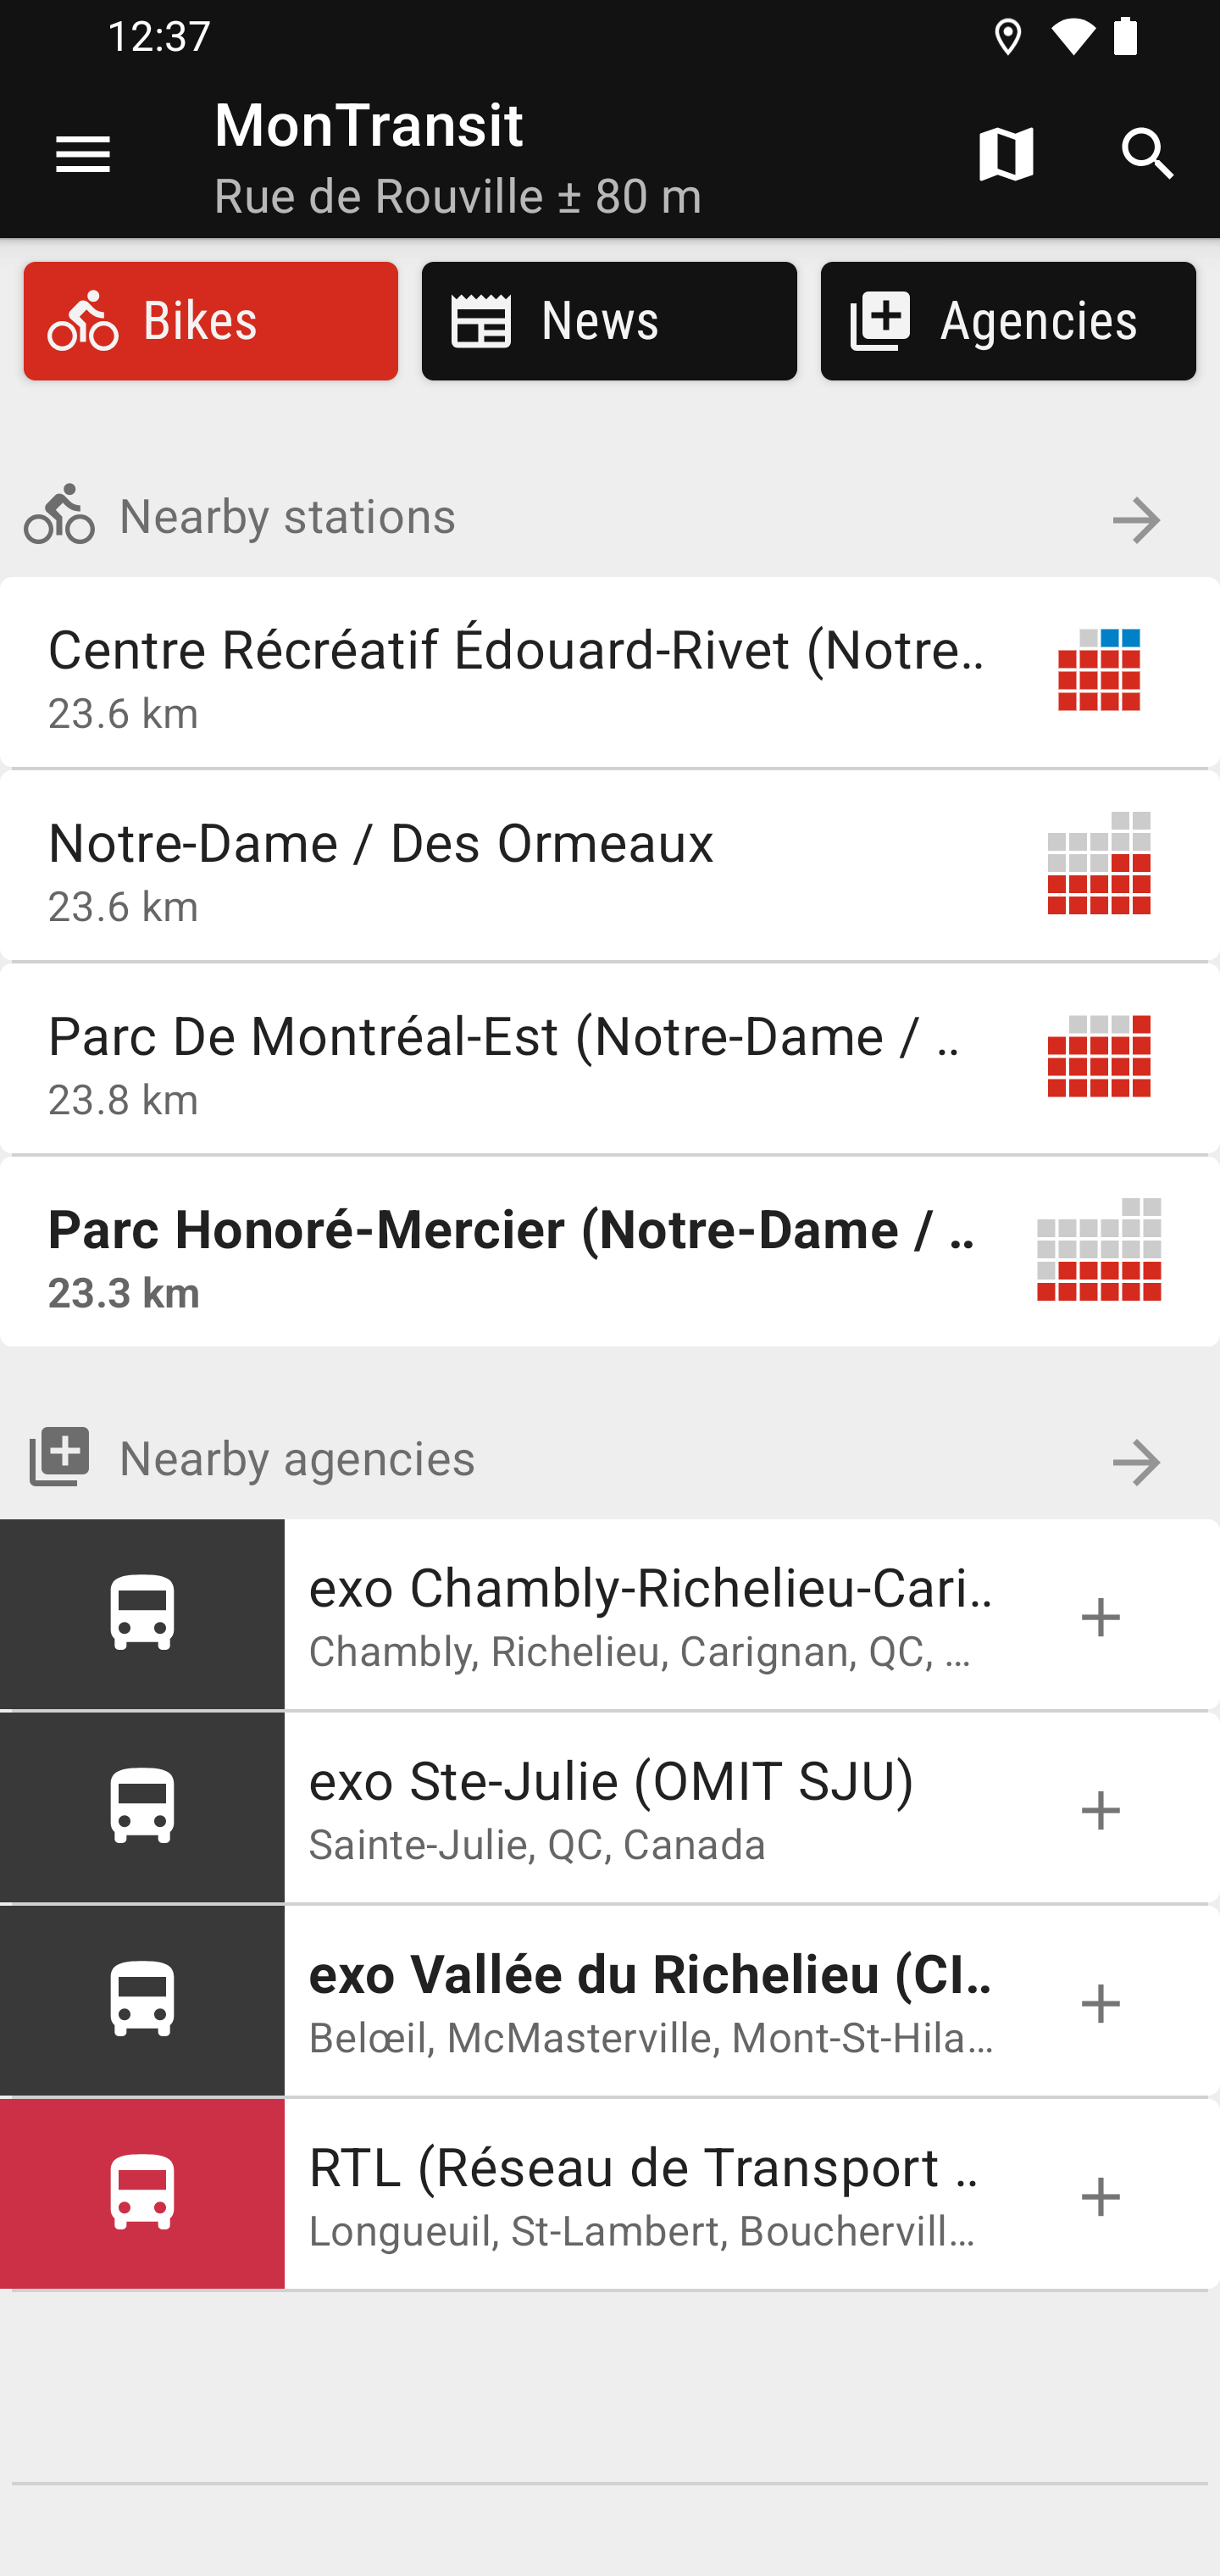 12:37
MonTransit
Rue de Rouville ± 80 m
Bikes
News
Agencies
Nearby stations
Centre Récréatif Édouard-Rivet (Notre..
23.6 km
Notre-Dame / Des Ormeaux
23.6 km
Parc De Montréal-Est (Notre-Dame / ..
23.8 km
Parc Honoré-Mercier (Notre-Dame / ..
23.3 km
Nearby agencies
exo Chambly-Richelieu-Cari..
Chambly, Richelieu, Carignan, QC, ...
exo Ste-Julie (OMIT SJU)
Sainte-Julie, QC, Canada
exo Vallée du Richelieu (CI..
Belœil, McMasterville, Mont-St-Hila...
RTL (Réseau de Transport ..
Longueuil, St-Lambert, Bouchervill...